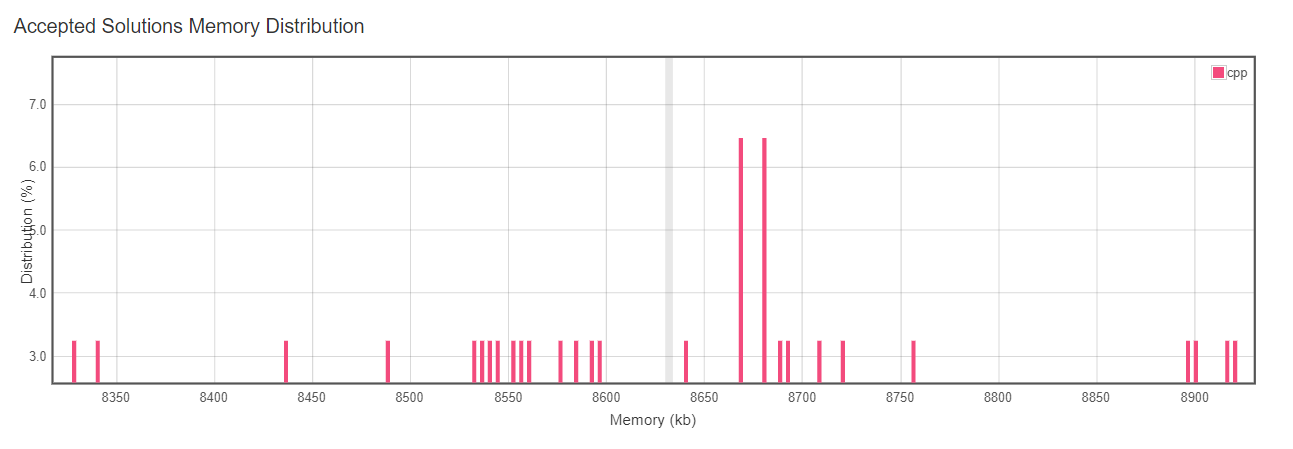 Accepted Solutions Memory Distribution
cpp
7.0
6.0
5.0
4.0
3.0
Distribution (%)
8350 8400 8450 8500 8550 8600 8650 8700 8750 8800 8850 8900
Memory (kb)